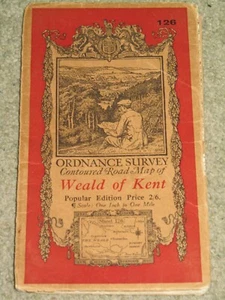 126
ORDNANCE SURVEY
Contoured Road Map of
Weald of Kent
Popular Edition Price 2/6.
Scale: One Inch to One Mile